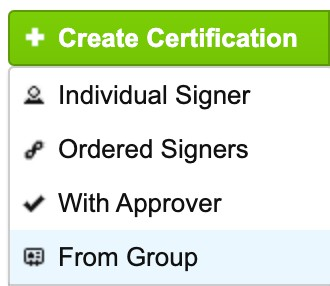 Create Certification
Individual Signer
Ordered Signers
With Approver
From Group